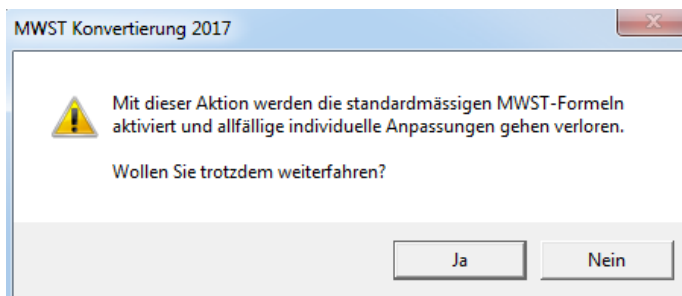 MWST Konvertierung 2017
Mit dieser Aktion werden die standardmässigen MWST-Formeln
aktiviert und allfällige individuelle Anpassungen gehen verloren.
Wollen Sie trotzdem weiterfahren?
Ja
Nein